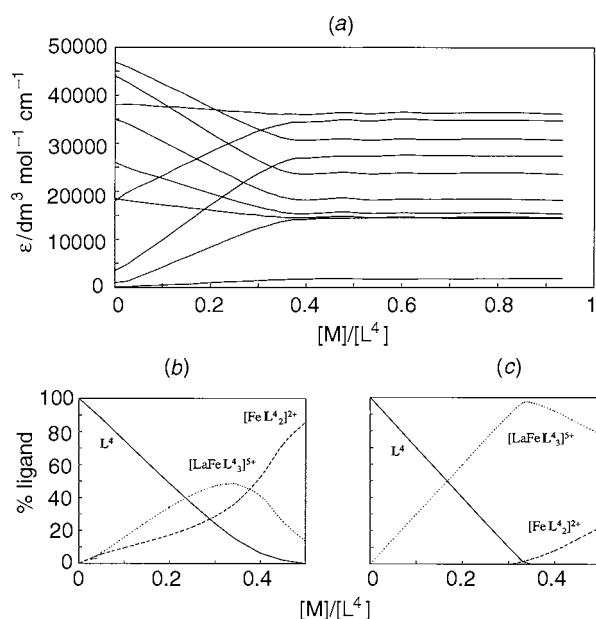 (a)
50000
40000
30000
20000
10000
0
ε/dm³ mol⁻¹ cm⁻¹
0 0.2 0.4 0.6 0.8 1
[M]/[L⁴]
(b)
100
80
60
40
20
0
% ligand
L⁴
[LaFeL⁴₃]⁵⁺
[FeL⁴₂]²⁺
0 0.2 0.4
(c)
L⁴
[LaFeL⁴₃]⁵⁺
[FeL⁴₂]²⁺
0 0.2 0.4
[M]/[L⁴]